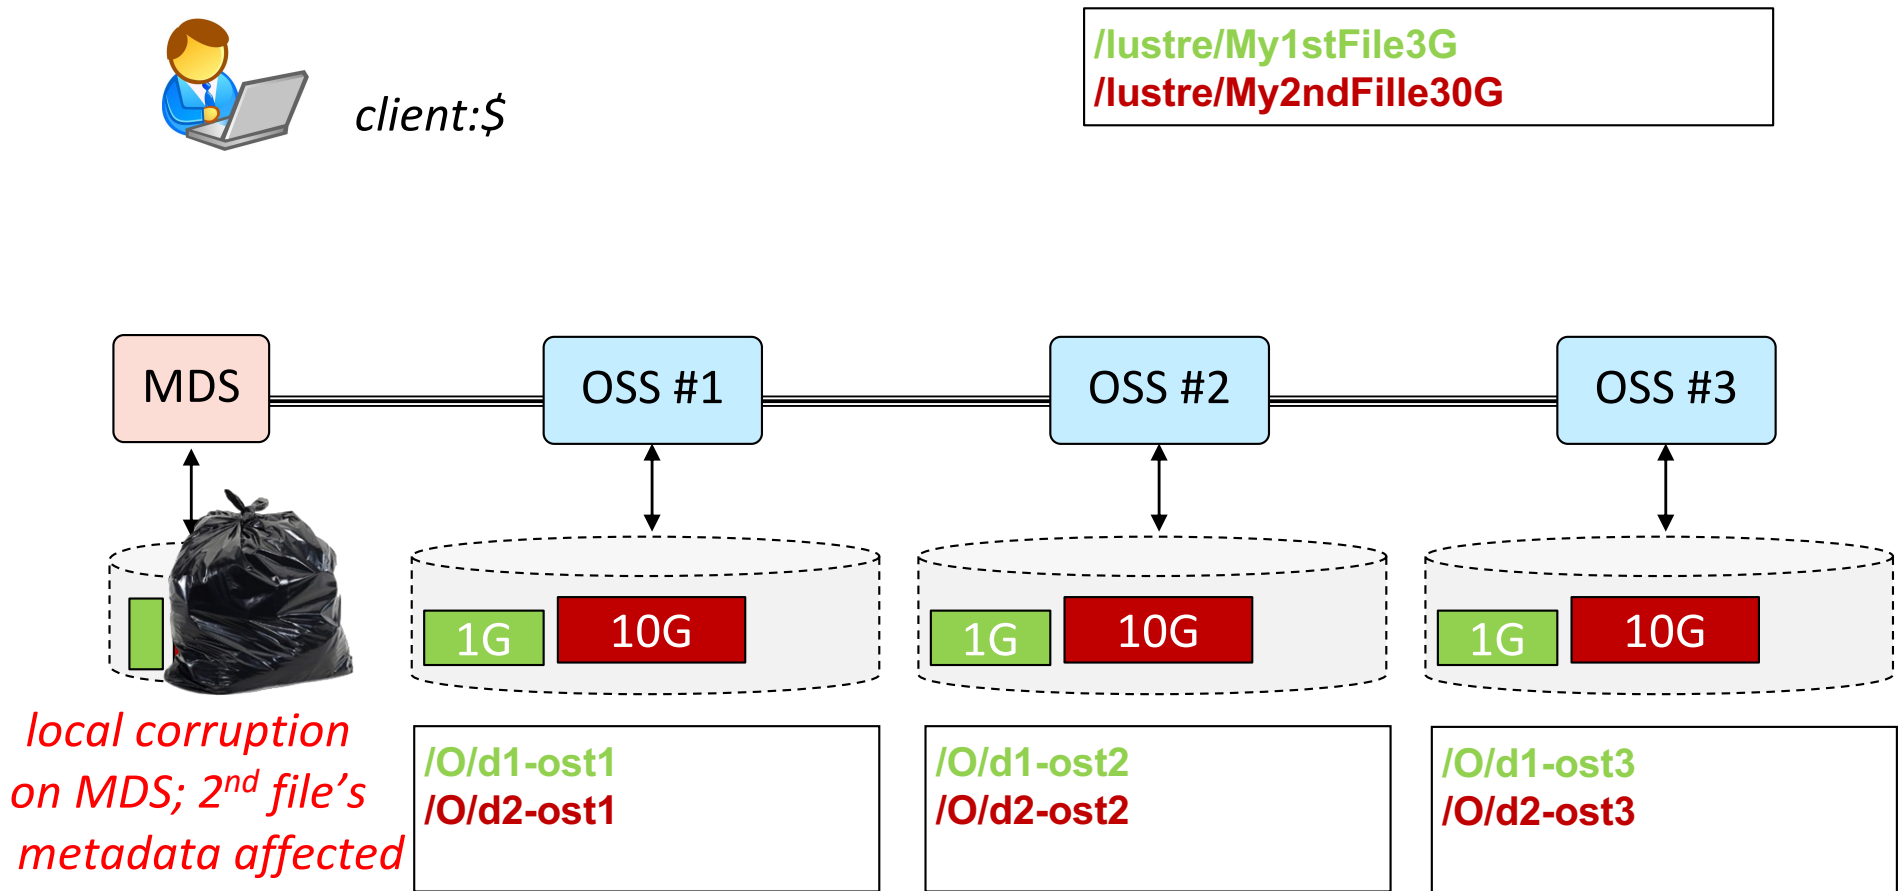 /lustre/My1stFile3G
/lustre/My2ndFille30G
client:$
MDS
OSS #1
OSS #2
OSS #3
1G
10G
1G
10G
1G
10G
local corruption
on MDS; 2nd file's
metadata affected
/O/d1-ost1
/O/d2-ost1
/O/d1-ost2
/O/d2-ost2
/O/d1-ost3
/O/d2-ost3